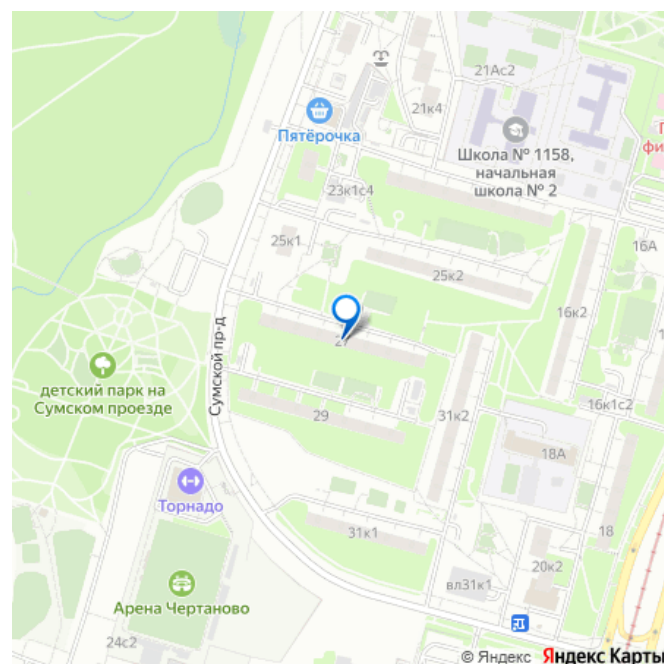 21Ас2
21к4
Пятёрочка
Школа № 1158,
начальная
школа № 2
23к1с4
16А
25к1
25к2
16к2
Сумской пр-д
детский парк на
Сумском проезде
29
31к2
16к1с2
18А
Торнадо
18
31к1
20к2
вл31к1
Арена Чертаново
24с2
© Яндекс Яндекс Карты